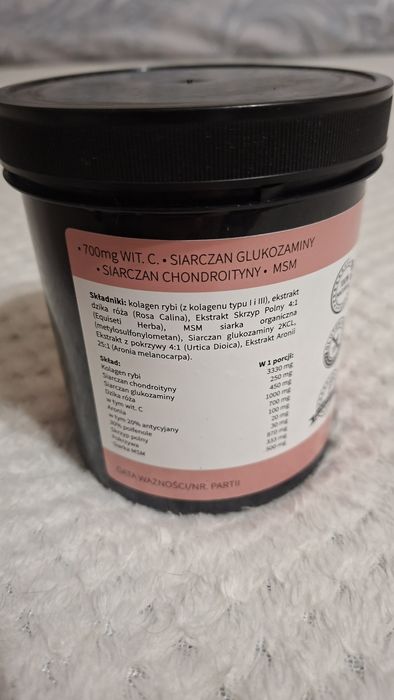 • 700mg WIT. C. • SIARCZAN GLUKOZAMINY
• SIARCZAN CHONDROITYNY • MSM
Składniki: kolagen rybi (z kolagenu typu I i III), ekstrakt
dzika róża (Rosa Calina), Ekstrakt Skrzyp Polny 4:1
(Equiseti Herba), MSM siarka organiczna
(metylosulfonylometan), Siarczan glukozaminy 2KCL,
Ekstrakt z pokrzywy 4:1 (Urtica Dioica), Ekstrakt Aronii
25:1 (Aronia melanocarpa).
Skład: W 1 porcji:
Kolagen rybi 3330 mg
Siarczan chondroityny 250 mg
Siarczan glukozaminy 450 mg
Dzika róża 1000 mg
w tym wit. C 700 mg
Aronia 100 mg
w tym 20% antycyjany 20 mg
30% polifenole 30 mg
Skrzyp polny 870 mg
Pokrzywa 333 mg
Siarka MSM 500 mg
DATA WAŻNOŚCI/NR. PARTII